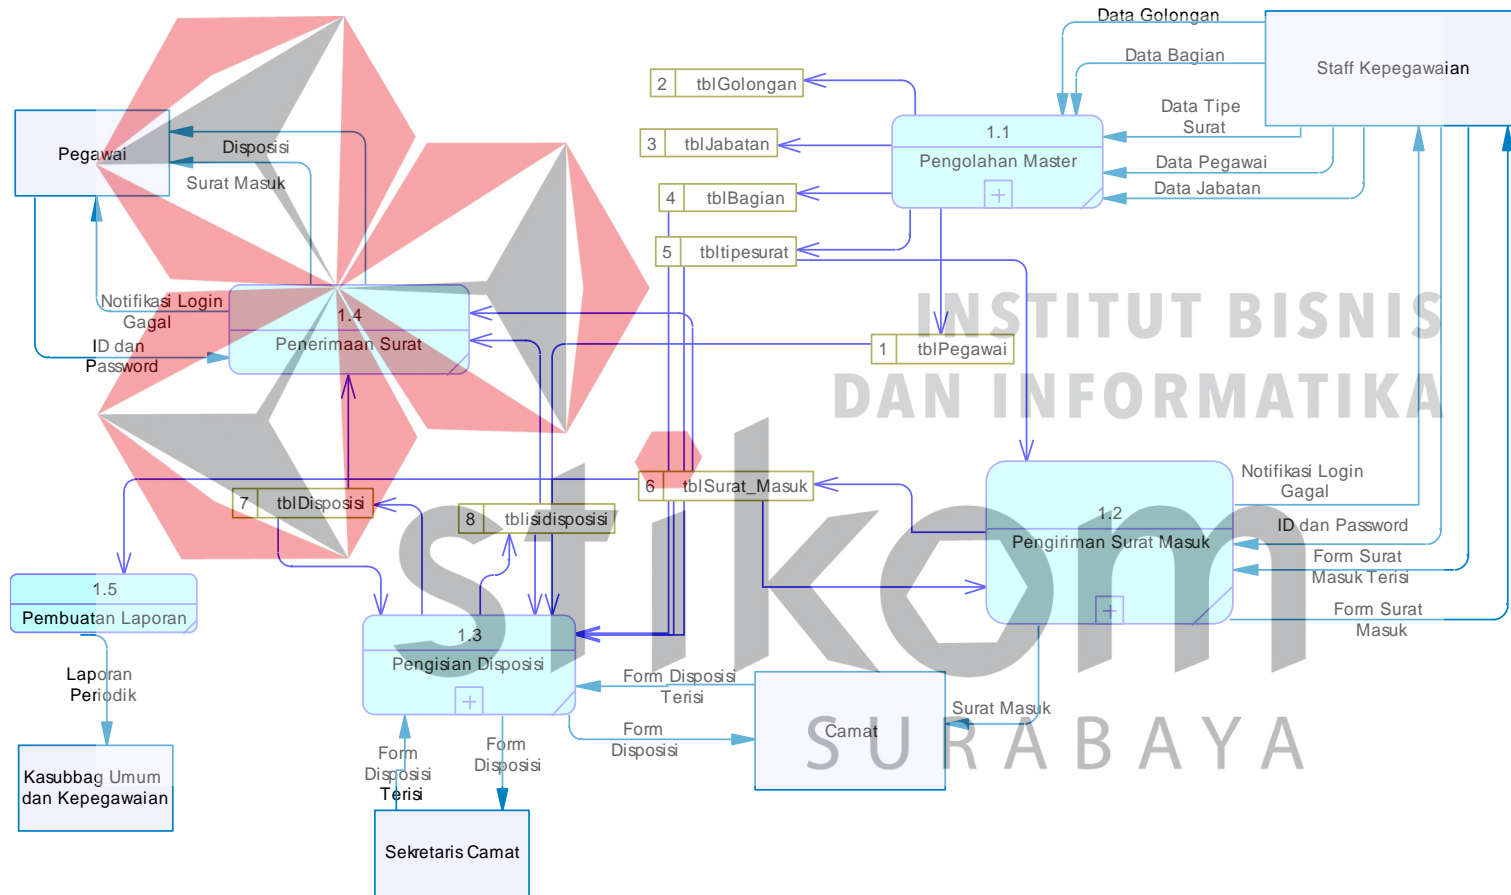 Data Golongan
Staff Kepegawaian
Data Bagian
2 tblGolongan
Data Tipe
Surat
1.1
Pengolahan Master
3 tblJabatan
Data Pegawai
Data Jabatan
Pegawai
Disposisi
Surat Masuk
4 tblBagian
5 tbltipesurat
Notifikasi Login
Gagal
1.4
Penerimaan Surat
ID dan
Password
1 tblPegawai
INSTITUT BISNIS
DAN INFORMATIKA
6 tblSurat_Masuk
7 tblDisposisi
8 tblisidisposisi
Notifikasi Login
Gagal
1.2
Pengiriman Surat Masuk
ID dan Password
Form Surat
Masuk Terisi
Form Surat
Masuk
stikom
1.5
Pembuatan Laporan
1.3
Pengisian Disposisi
Laporan
Periodik
Form Disposisi
Terisi
Form
Disposisi
Camat
Surat Masuk
SURABAYA
Form
Disposisi
Terisi
Form
Disposisi
Kasubbag Umum
dan Kepegawaian
Sekretaris Camat